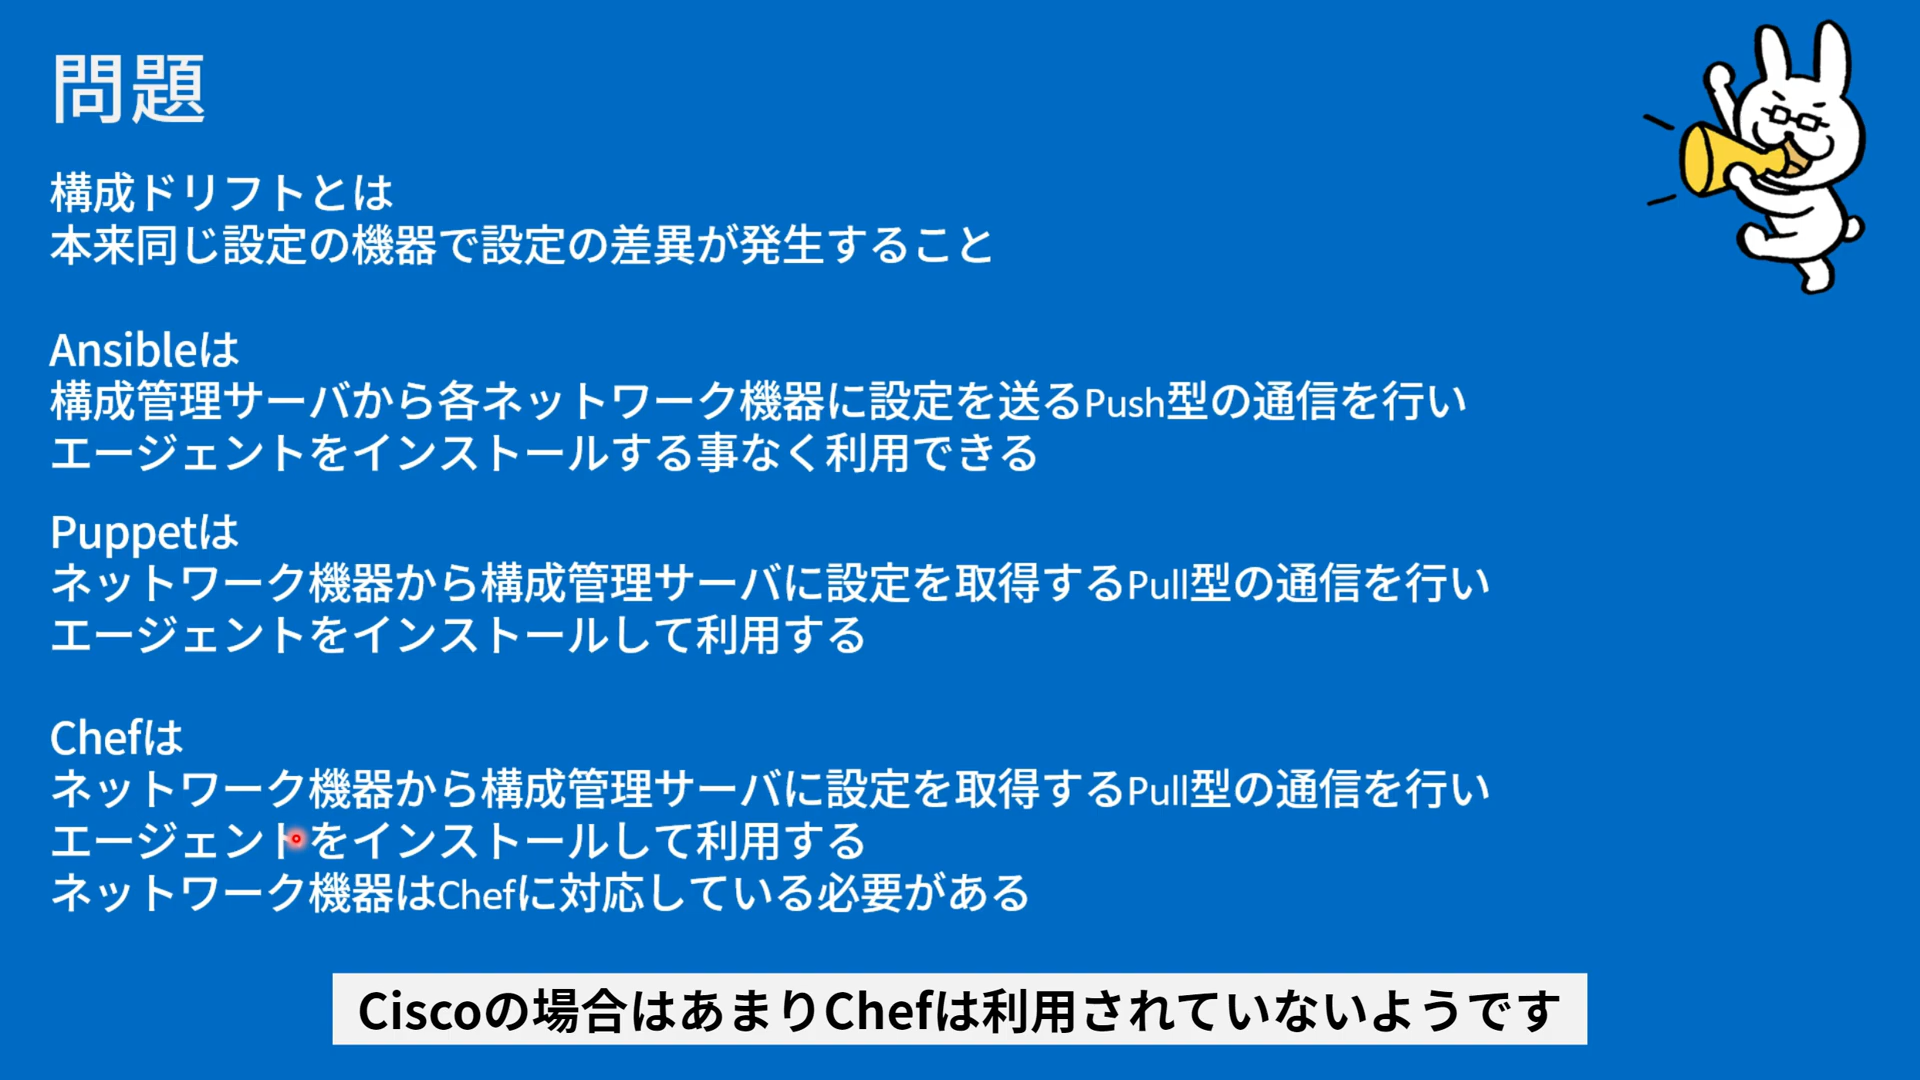 問題
構成ドリフトとは
本来同じ設定の機器で設定の差異が発生すること
Ansibleは
構成管理サーバから各ネットワーク機器に設定を送るPush型の通信を行い
エージェントをインストールする事なく利用できる
Puppetは
ネットワーク機器から構成管理サーバに設定を取得するPull型の通信を行い
エージェントをインストールして利用する
Chefは
ネットワーク機器から構成管理サーバに設定を取得するPull型の通信を行い
エージェントをインストールして利用する
ネットワーク機器はChefに対応している必要がある
Ciscoの場合はあまりChefは利用されていないようです